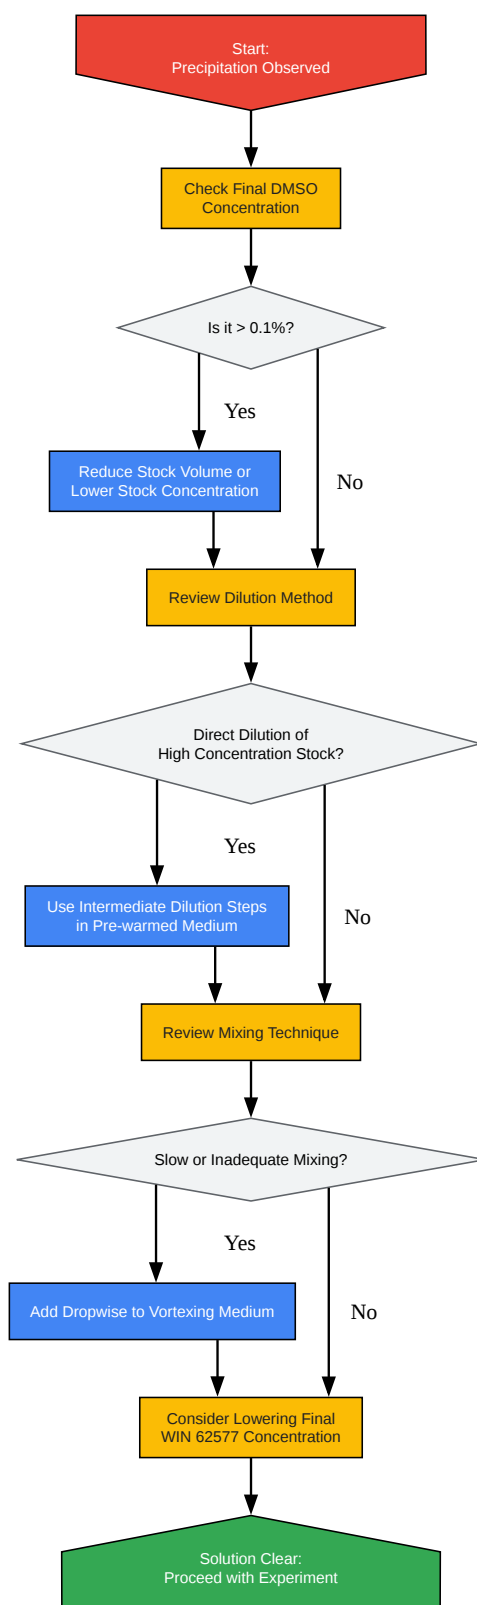 Start:
Precipitation Observed
Check Final DMSO
Concentration
Is it > 0.1%?
Yes
Reduce Stock Volume or
Lower Stock Concentration
No
Review Dilution Method
Direct Dilution of
High Concentration Stock?
Yes
Use Intermediate Dilution Steps
in Pre-warmed Medium
No
Review Mixing Technique
Slow or Inadequate Mixing?
Yes
Add Dropwise to Vortexing Medium
No
Consider Lowering Final
WIN 62577 Concentration
Solution Clear:
Proceed with Experiment